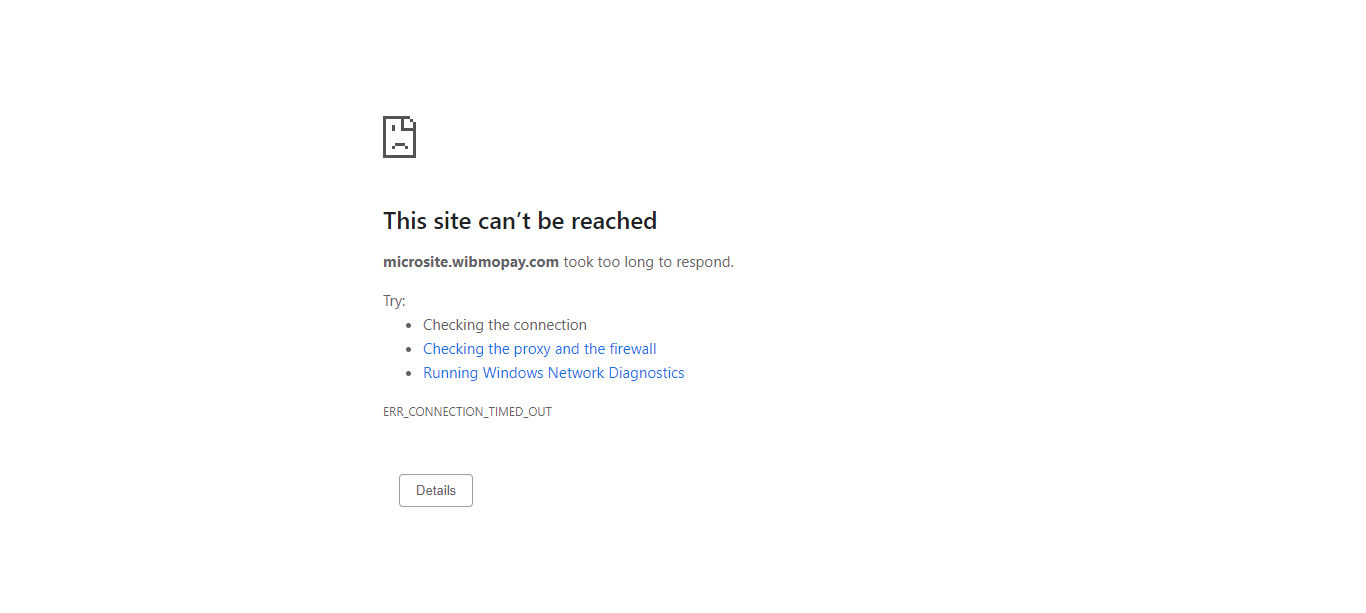 This site can’t be reached
microsite.wibmopay.com took too long to respond.
Try:
Checking the connection
Checking the proxy and the firewall
Running Windows Network Diagnostics
ERR_CONNECTION_TIMED_OUT
Details